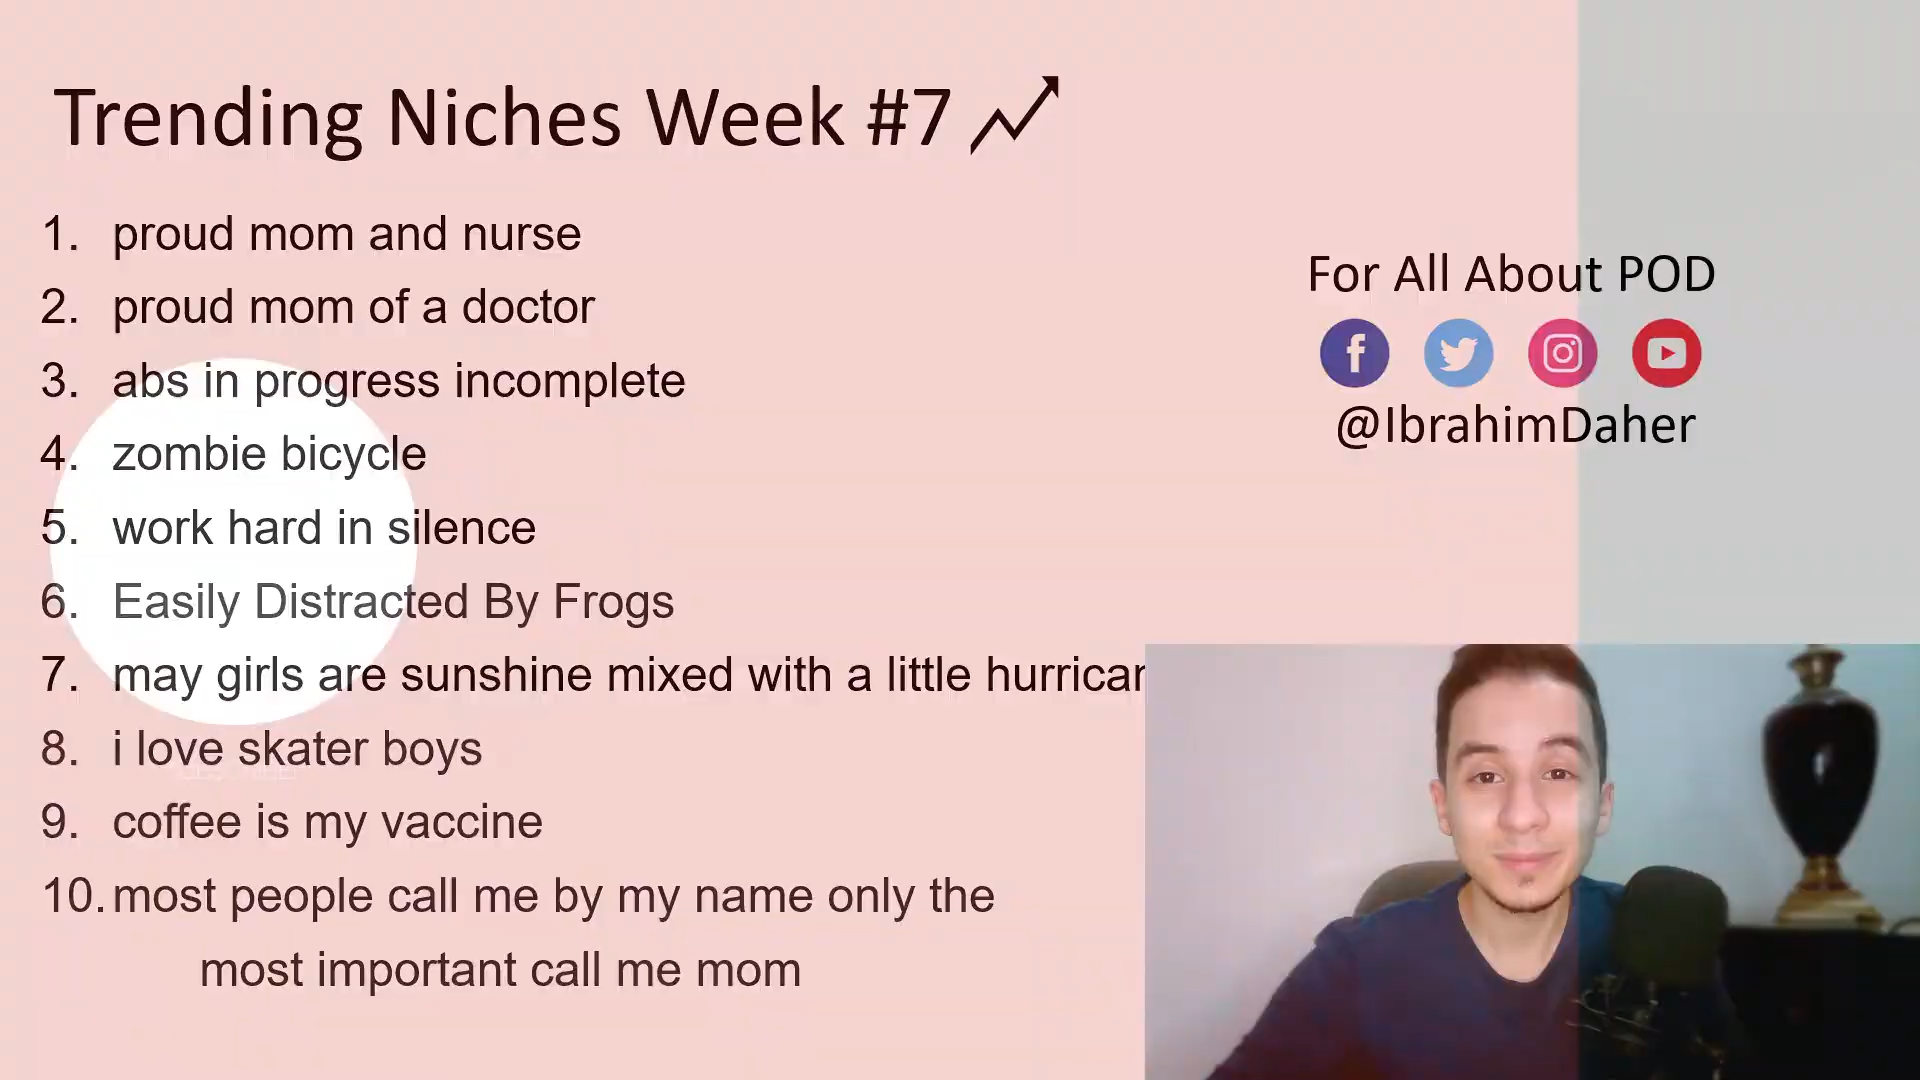 Trending Niches Week #7
1. proud mom and nurse
2. proud mom of a doctor
3. abs in progress incomplete
4. zombie bicycle
5. work hard in silence
6. Easily Distracted By Frogs
7. may girls are sunshine mixed with a little
8. i love skater boys
9. coffee is my vaccine
10. most people call me by my name only the
most important call me mom
For All About POD
@IbrahimDaher